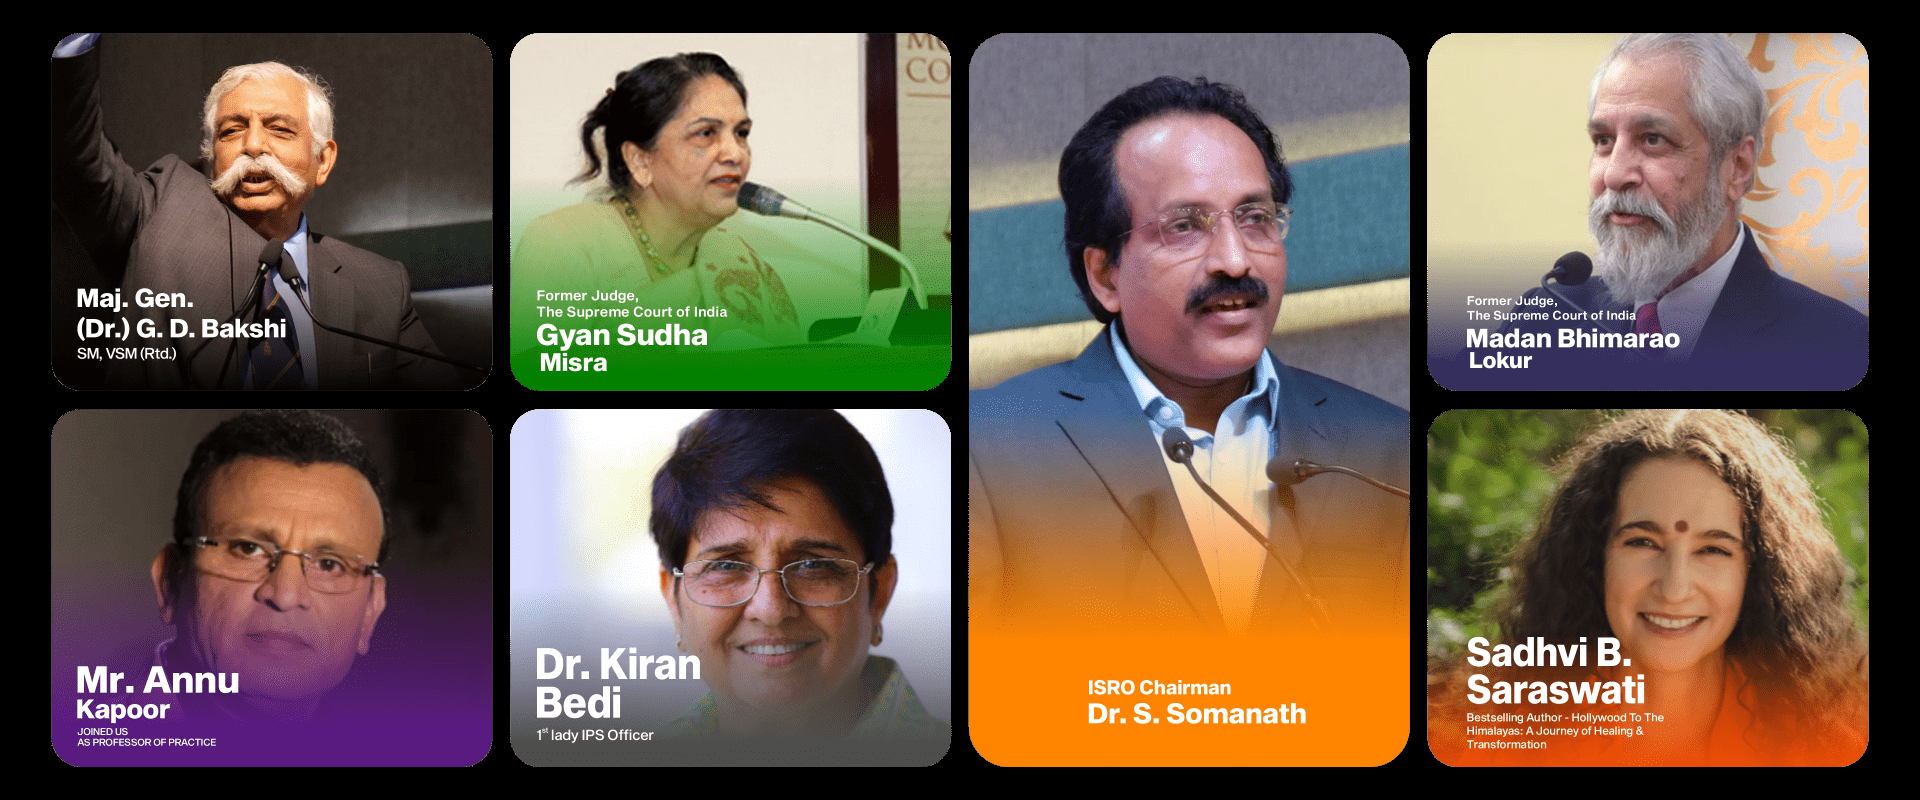 Maj. Gen.
(Dr.) G. D. Bakshi
SM, VSM (Rtd.)
Former Judge,
The Supreme Court of India
Gyan Sudha
Misra
ISRO Chairman
Dr. S. Somanath
Former Judge,
The Supreme Court of India
Madan Bhimarao
Lokur
Mr. Annu
Kapoor
JOINED US
AS PROFESSOR OF PRACTICE
Dr. Kiran
Bedi
1st lady IPS Officer
Sadhvi B.
Saraswati
Bestselling Author - Hollywood To The
Himalayas: A Journey of Healing &
Transformation